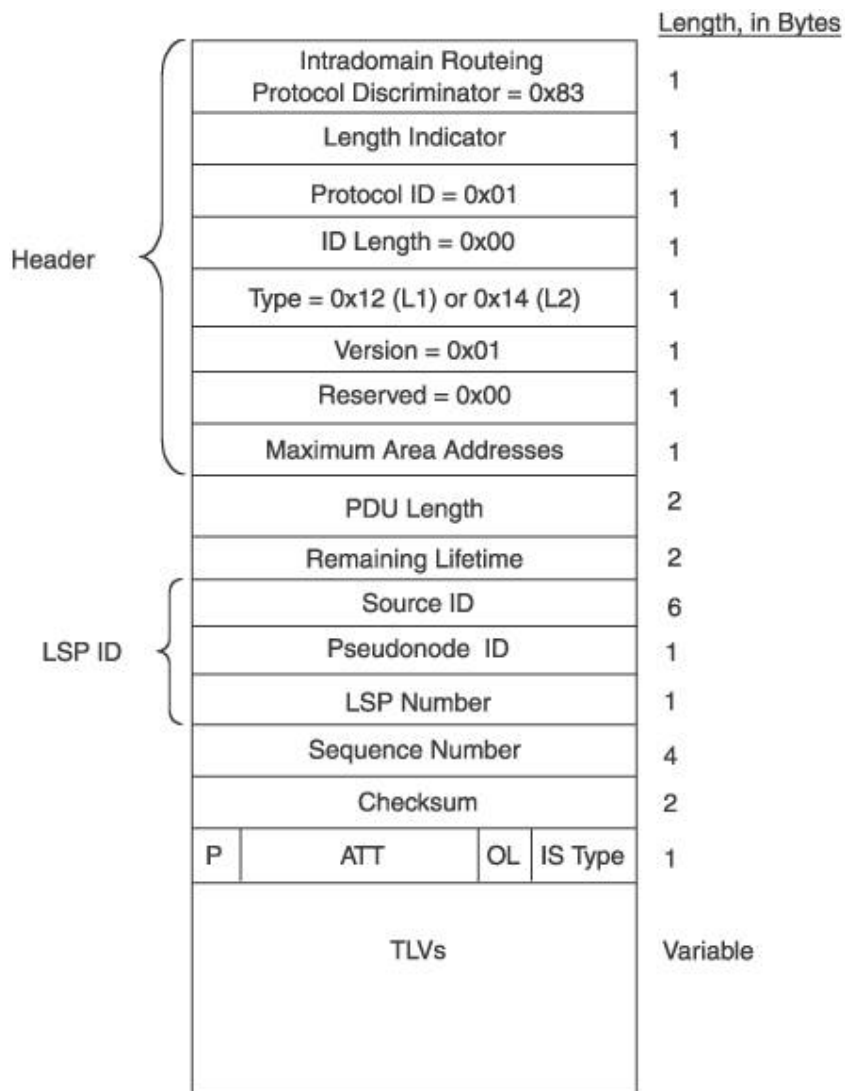 Length, in Bytes
Intradomain Routeing
Protocol Discriminator = 0x83
1
Length Indicator
1
Protocol ID = 0x01
1
Header
ID Length = 0x00
1
Type = 0x12 (L1) or 0x14 (L2)
1
Version = 0x01
1
Reserved = 0x00
1
Maximum Area Addresses
1
PDU Length
2
Remaining Lifetime
2
Source ID
6
LSP ID
Pseudonode ID
1
LSP Number
1
Sequence Number
4
Checksum
2
P ATT OL IS Type
1
TLVs
Variable